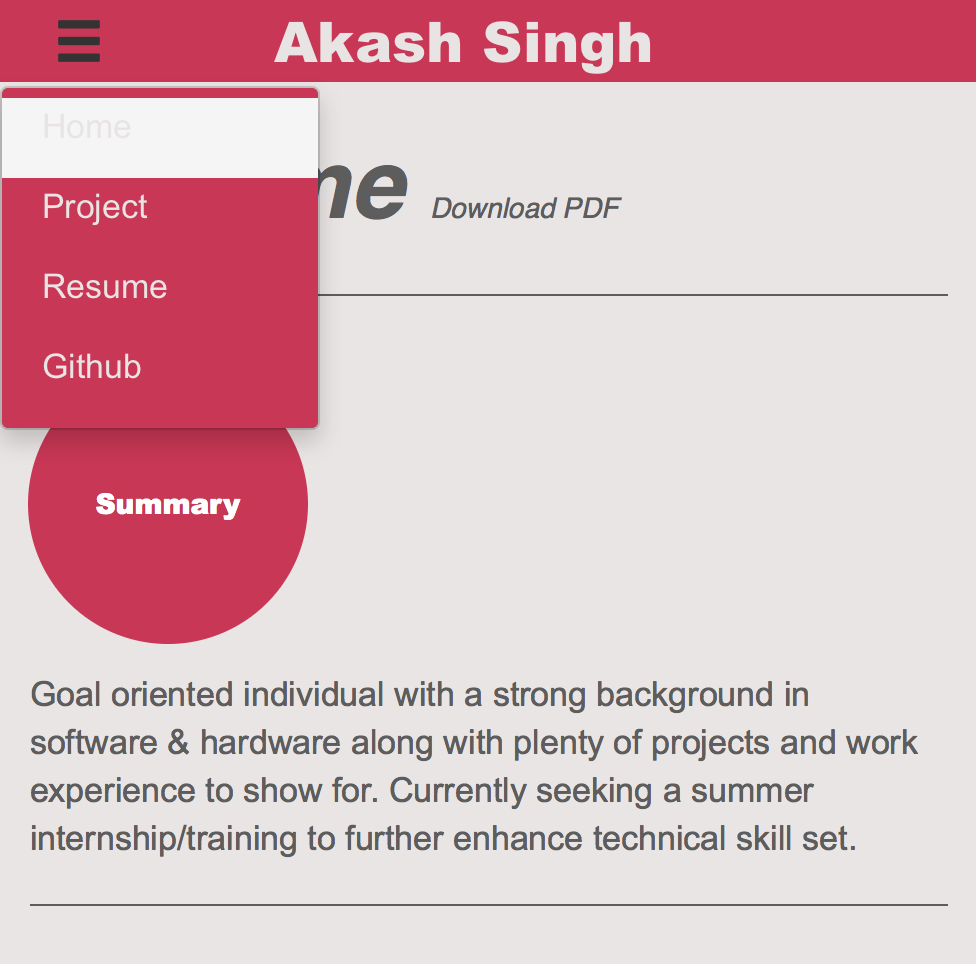 Akash Singh
Home
Project
Resume
Github
Download PDF
Summary
Goal oriented individual with a strong background in
software & hardware along with plenty of projects and work
experience to show for. Currently seeking a summer
internship/training to further enhance technical skill set.